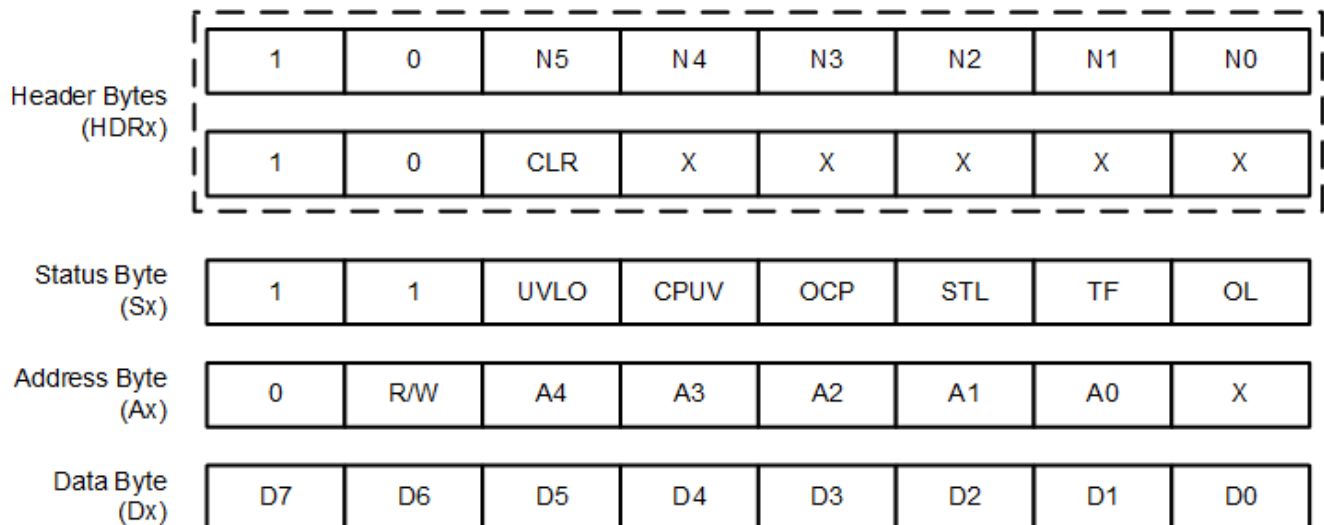 1 0 N5 N4 N3 N2 N1 N0
Header Bytes
(HDRx)
1 0 CLR X X X X X
Status Byte
(Sx)
1 1 UVLO CPUV OCP STL TF OL
Address Byte
(Ax)
0 R/W A4 A3 A2 A1 A0 X
Data Byte
(Dx)
D7 D6 D5 D4 D3 D2 D1 D0